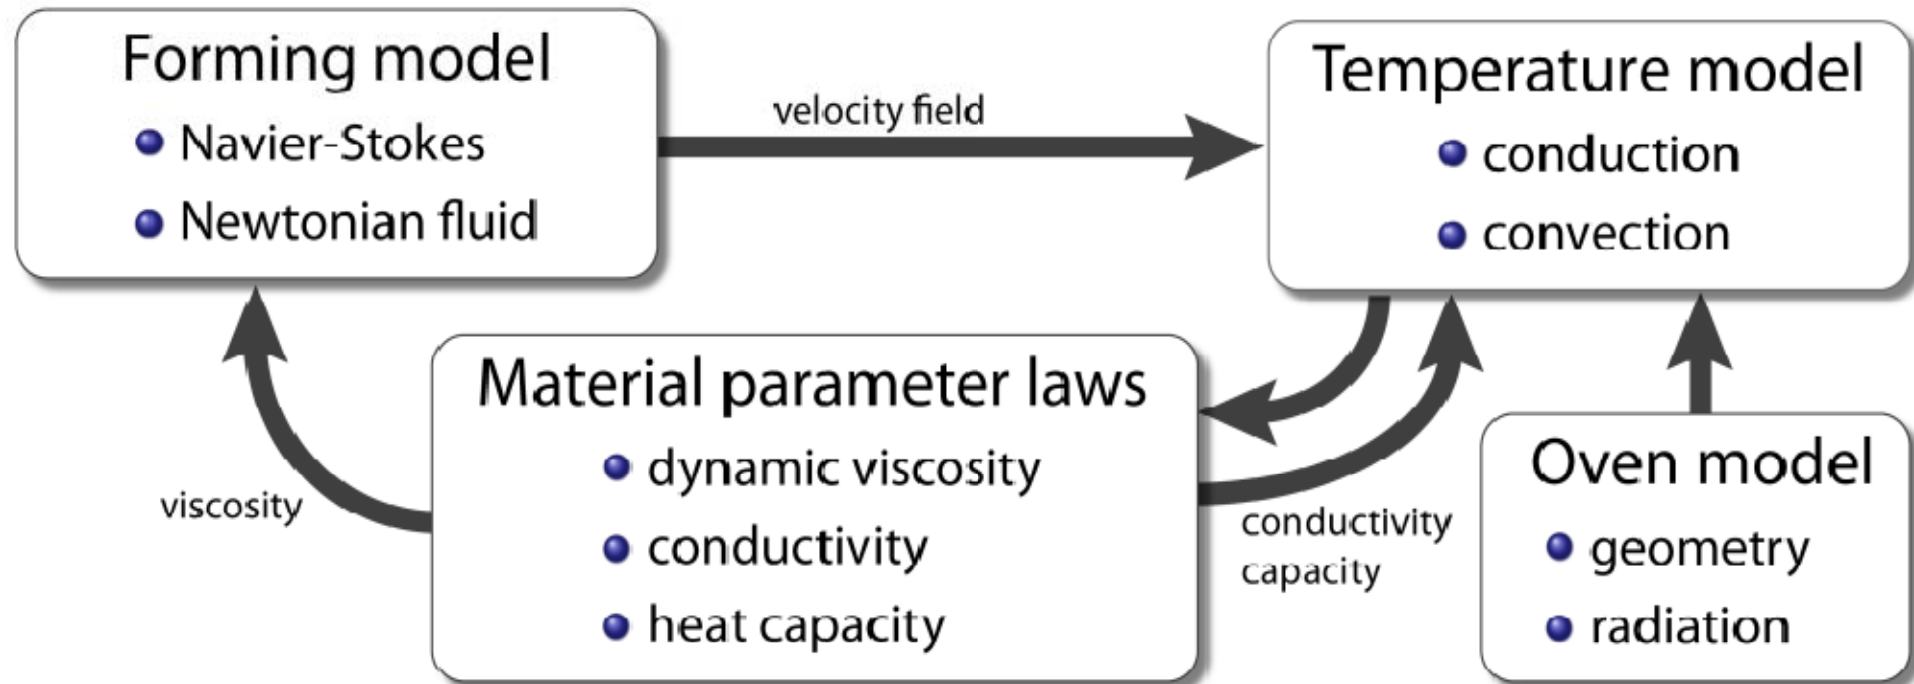 Forming model
Navier-Stokes
Newtonian fluid
velocity field
Temperature model
conduction
convection
Material parameter laws
dynamic viscosity
conductivity
heat capacity
viscosity
conductivity
capacity
Oven model
geometry
radiation